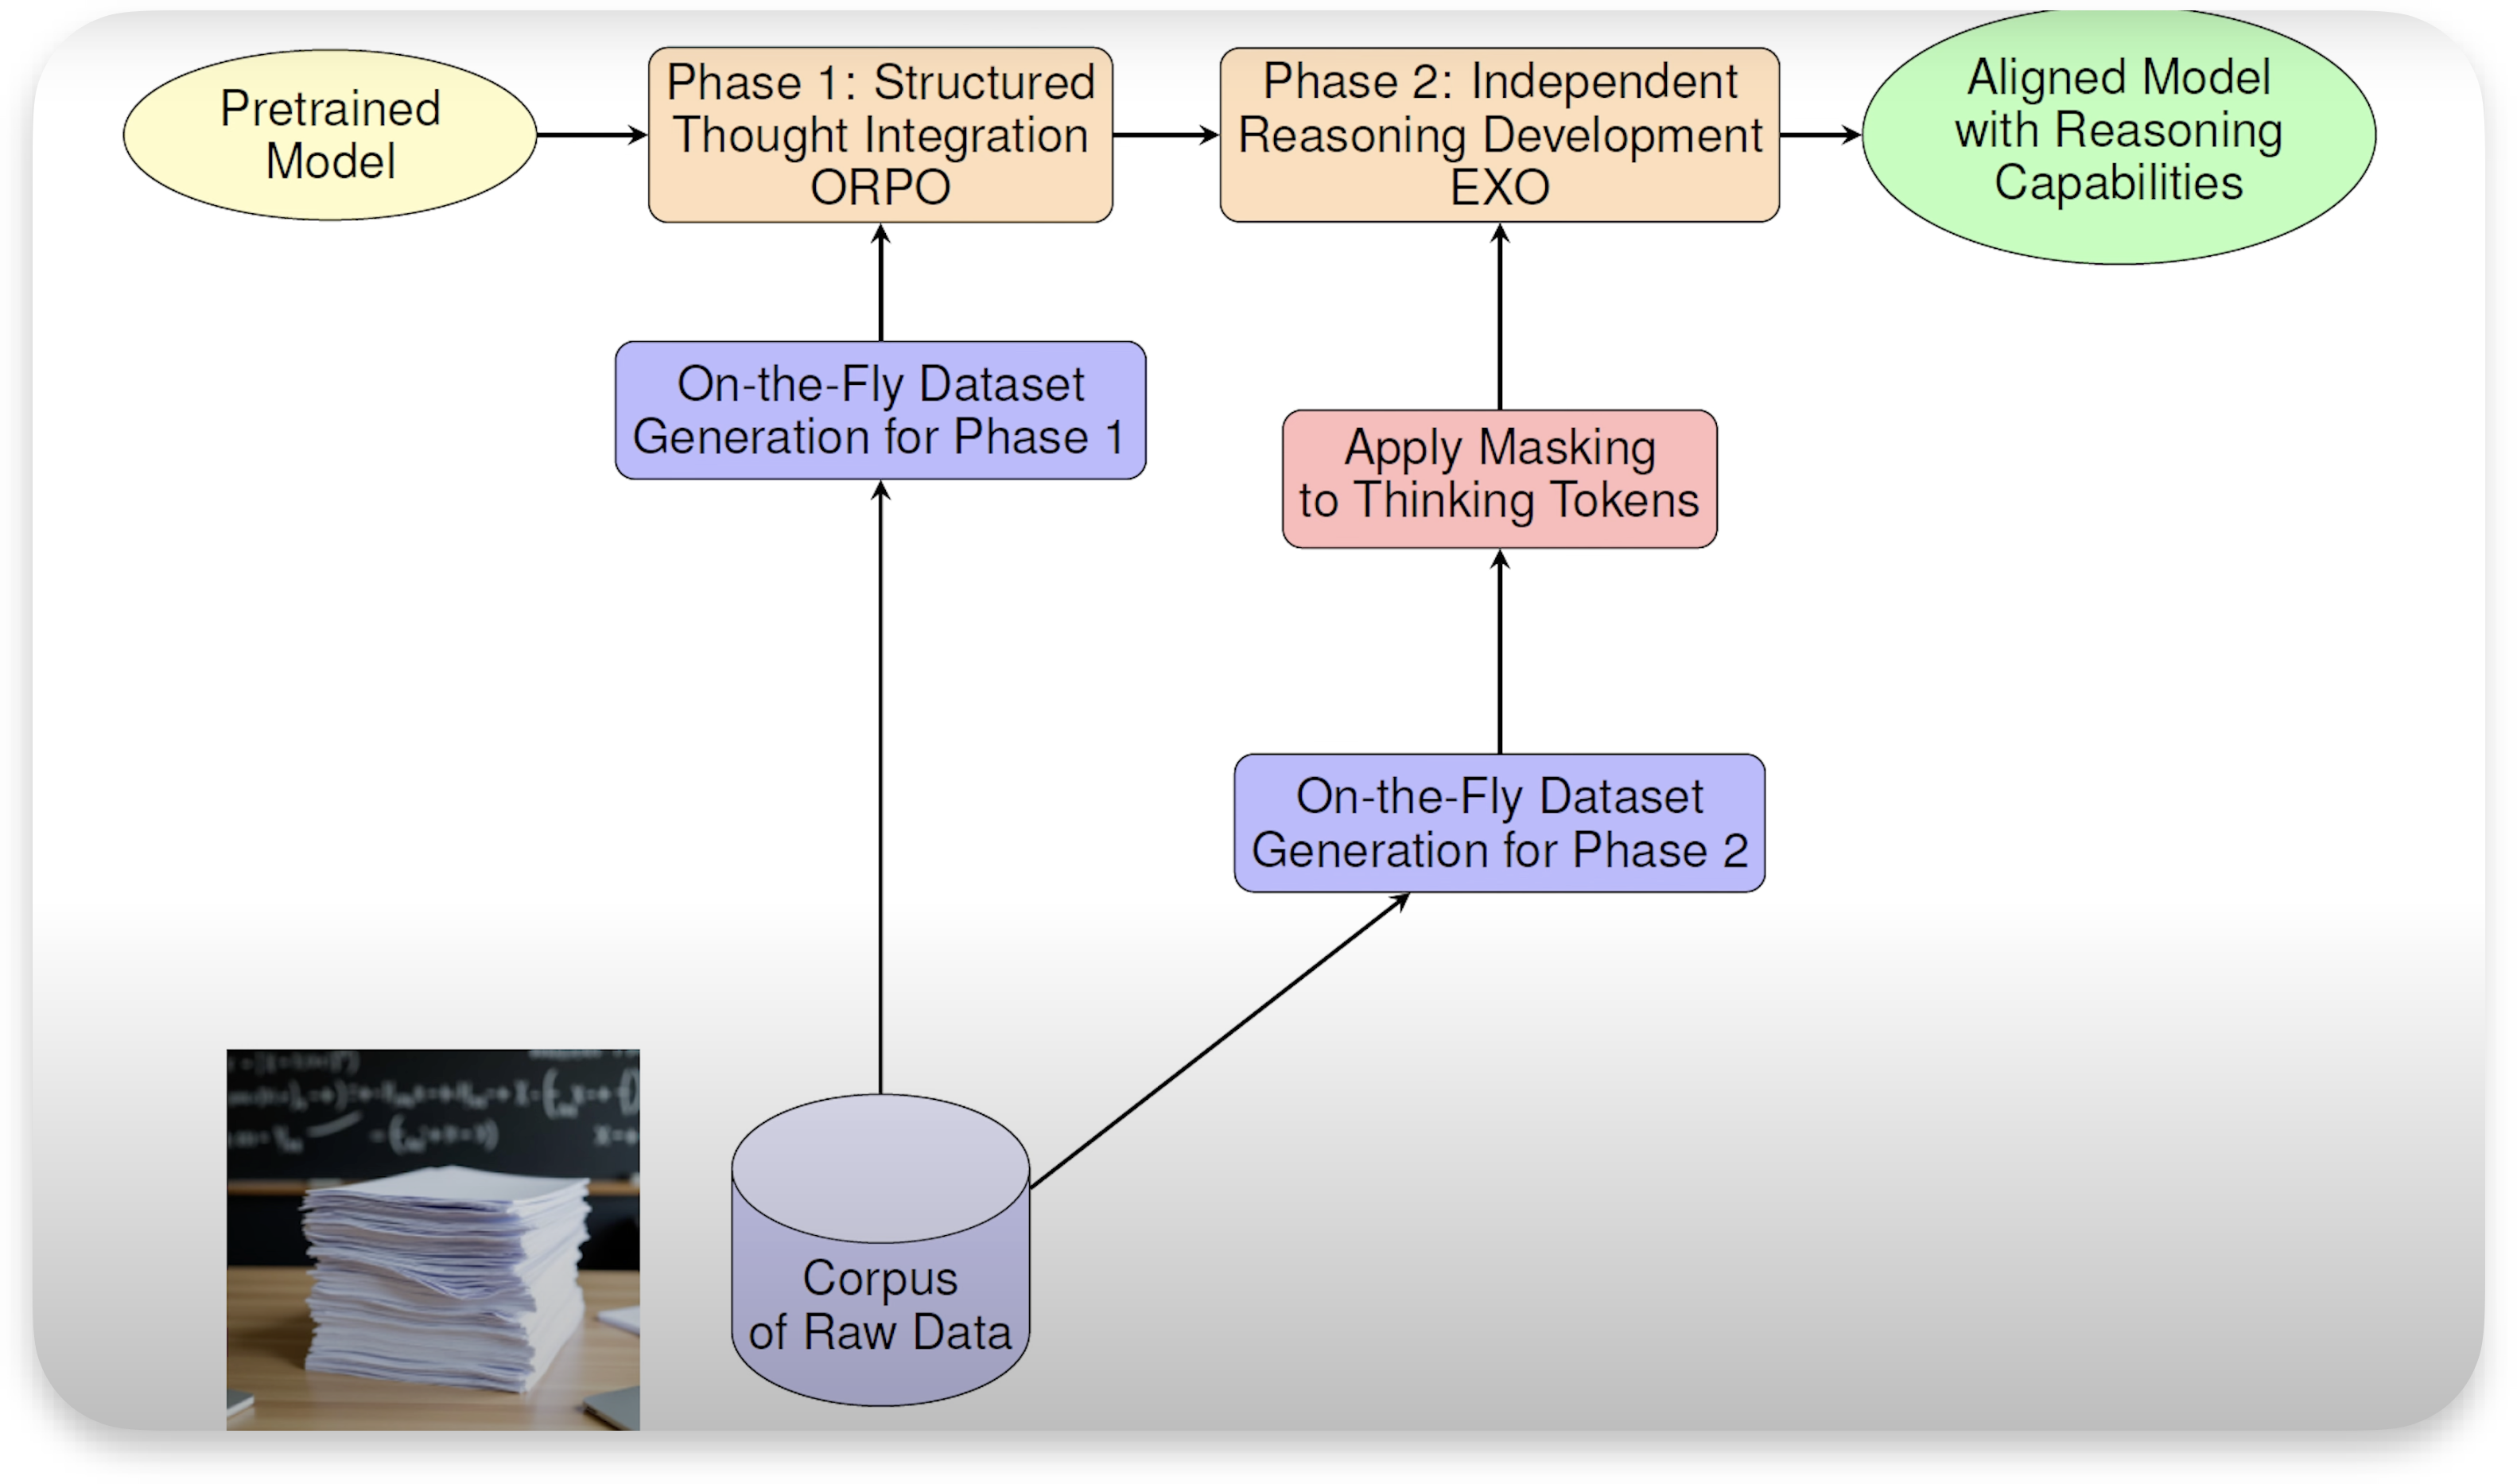 Pretrained
Model
Phase 1: Structured
Thought Integration
ORPO
Phase 2: Independent
Reasoning Development
EXO
Aligned Model
with Reasoning
Capabilities
On-the-Fly Dataset
Generation for Phase 1
Apply Masking
to Thinking Tokens
On-the-Fly Dataset
Generation for Phase 2
Corpus
of Raw Data